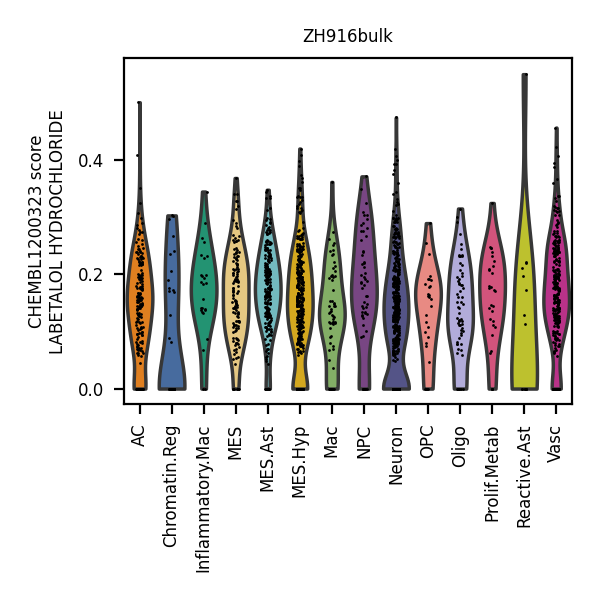 ZH916bulk
CHEMBL1200323 score
LABETALOL HYDROCHLORIDE
0.4
0.2
0.0
AC
Chromatin.Reg
Inflammatory.Mac
MES
MES.Ast
MES.Hyp
Mac
NPC
Neuron
OPC
Oligo
Prolif.Metab
Reactive.Ast
Vasc